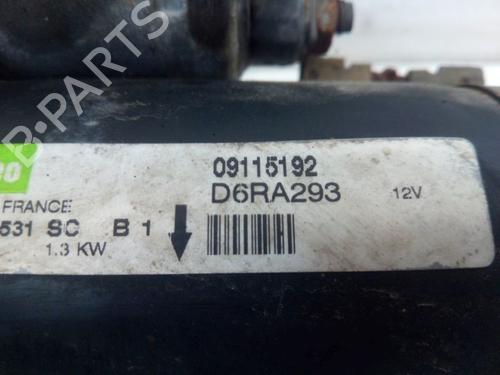 B-PARTS
09115192
D6RA293
12V
FRANCE
531 SC B 1
1.3 KW